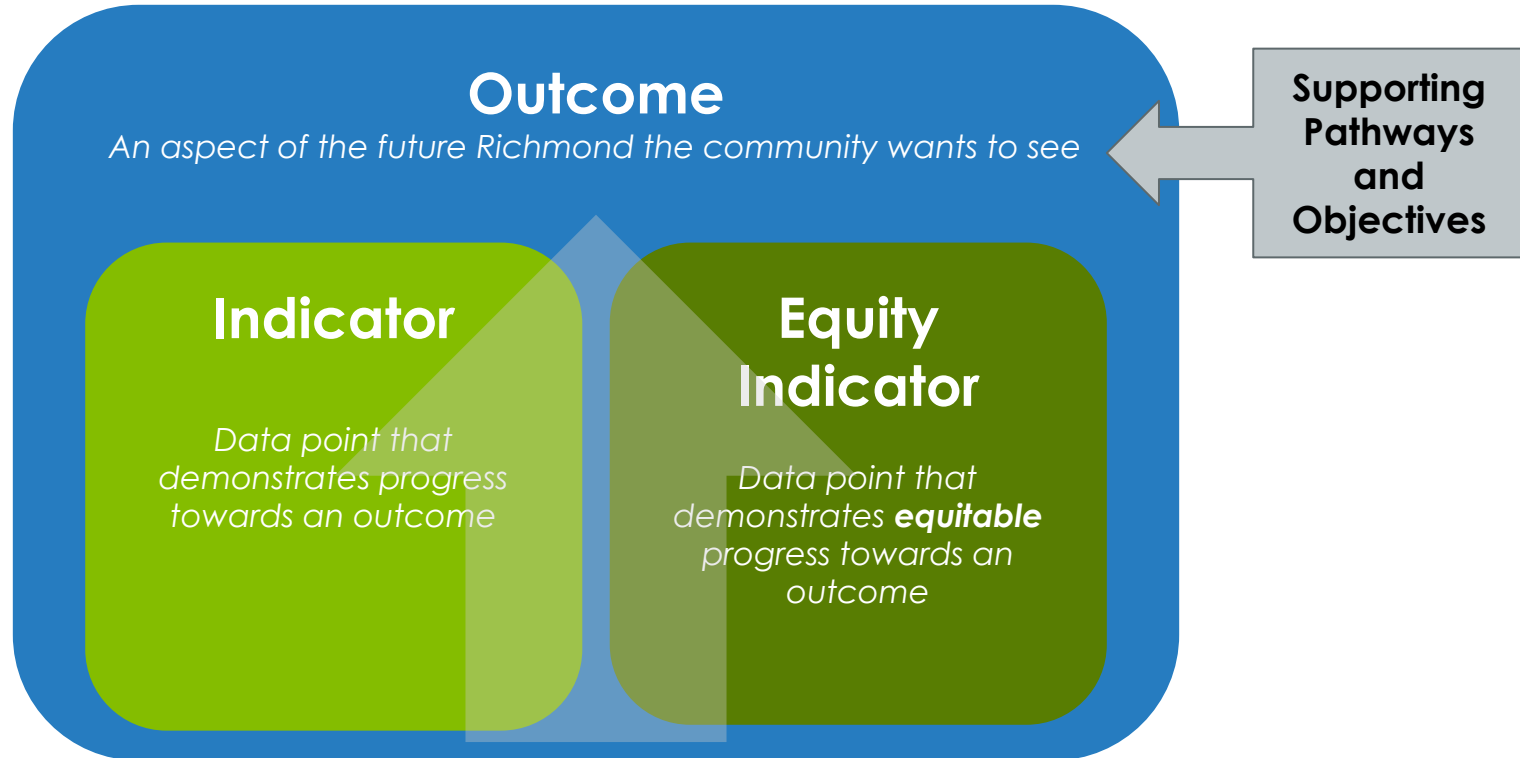 Outcome
An aspect of the future Richmond the community wants to see
Supporting
Pathways
and
Objectives
Indicator
Data point that
demonstrates progress
towards an outcome
Equity
Indicator
Data point that
demonstrates equitable
progress towards an
outcome